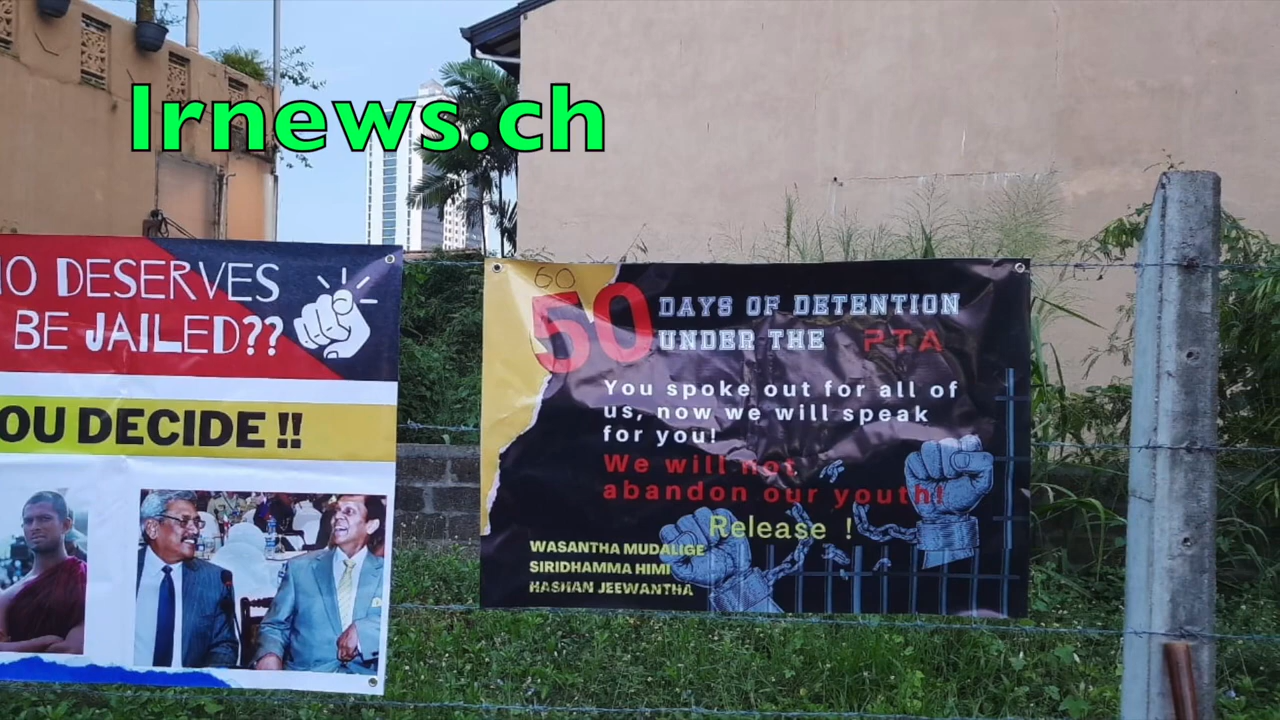 lrnews.ch
DESERVES
BE JAILED??
DECIDE !!
60
50 DAYS OF DETENTION
UNDER THE PTA
You spoke out for all of
us, now we will speak
for you!
We will not
abandon our youth!
Release !
WASANTHA MUDALIGE
SIRIDHAMMA HIMI
HASHAN JEEWANTHA